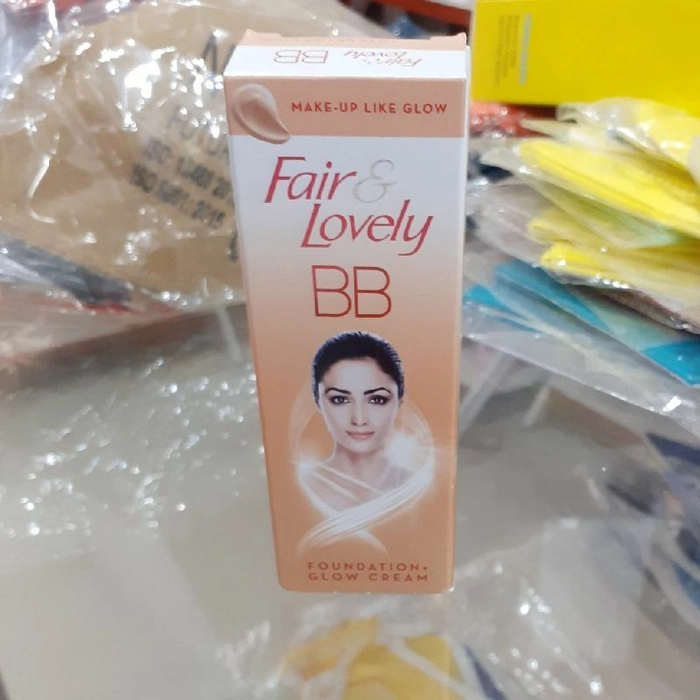 BB Fair & Lovely
MAKE-UP LIKE GLOW
Fair &
Lovely
BB
FOUNDATION+
GLOW CREAM